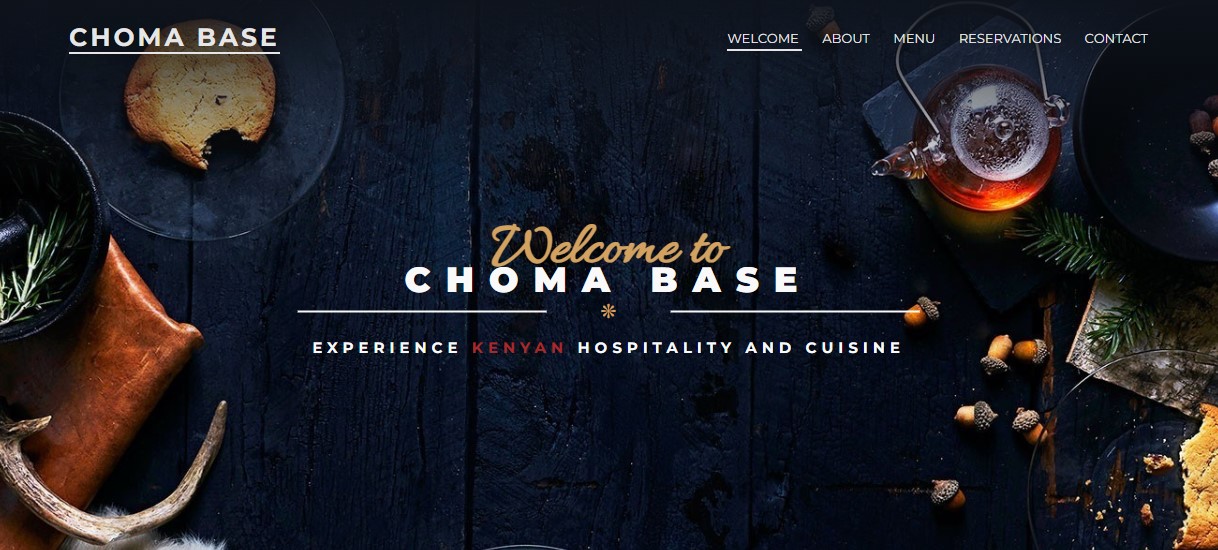 CHOMA BASE
WELCOME ABOUT MENU RESERVATIONS CONTACT
Welcome to
CHOMA BASE
EXPERIENCE KENYAN HOSPITALITY AND CUISINE